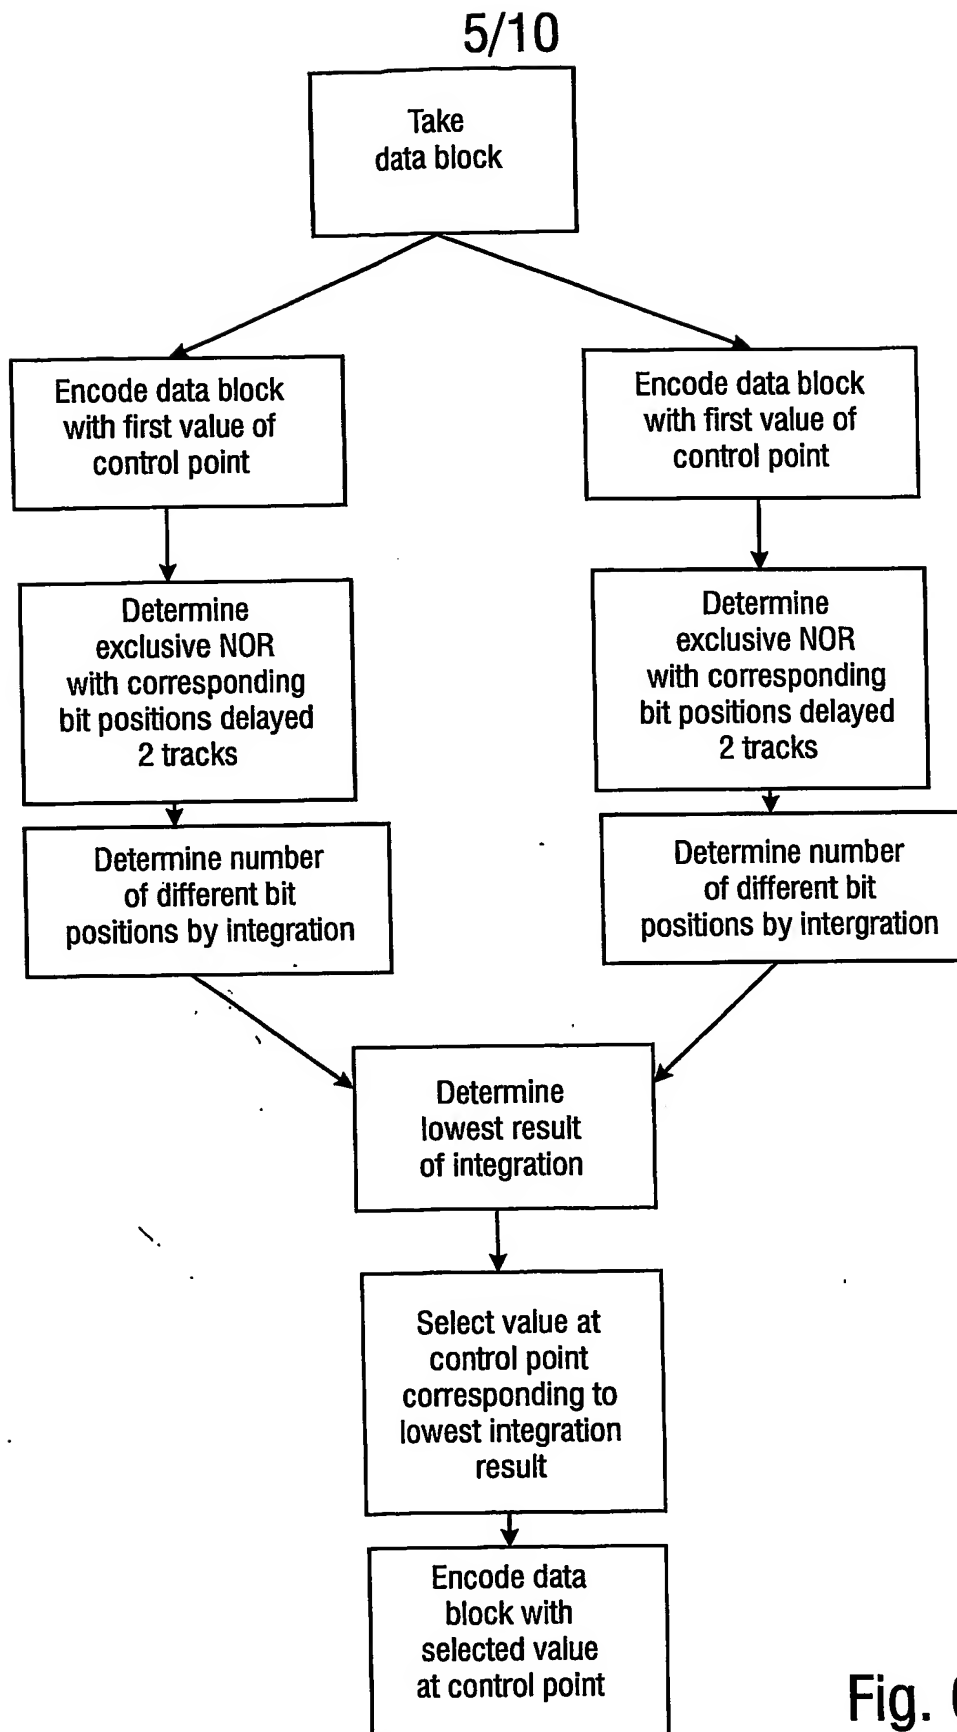 5/10
Take
data block
Encode data block
with first value of
control point
Encode data block
with first value of
control point
Determine
exclusive NOR
with corresponding
bit positions delayed
2 tracks
Determine
exclusive NOR
with corresponding
bit positions delayed
2 tracks
Determine number
of different bit
positions by integration
Determine number
of different bit
positions by intergration
Determine
lowest result
of integration
Select value at
control point
corresponding to
lowest integration
result
Encode data
block with
selected value
at control point
Fig.